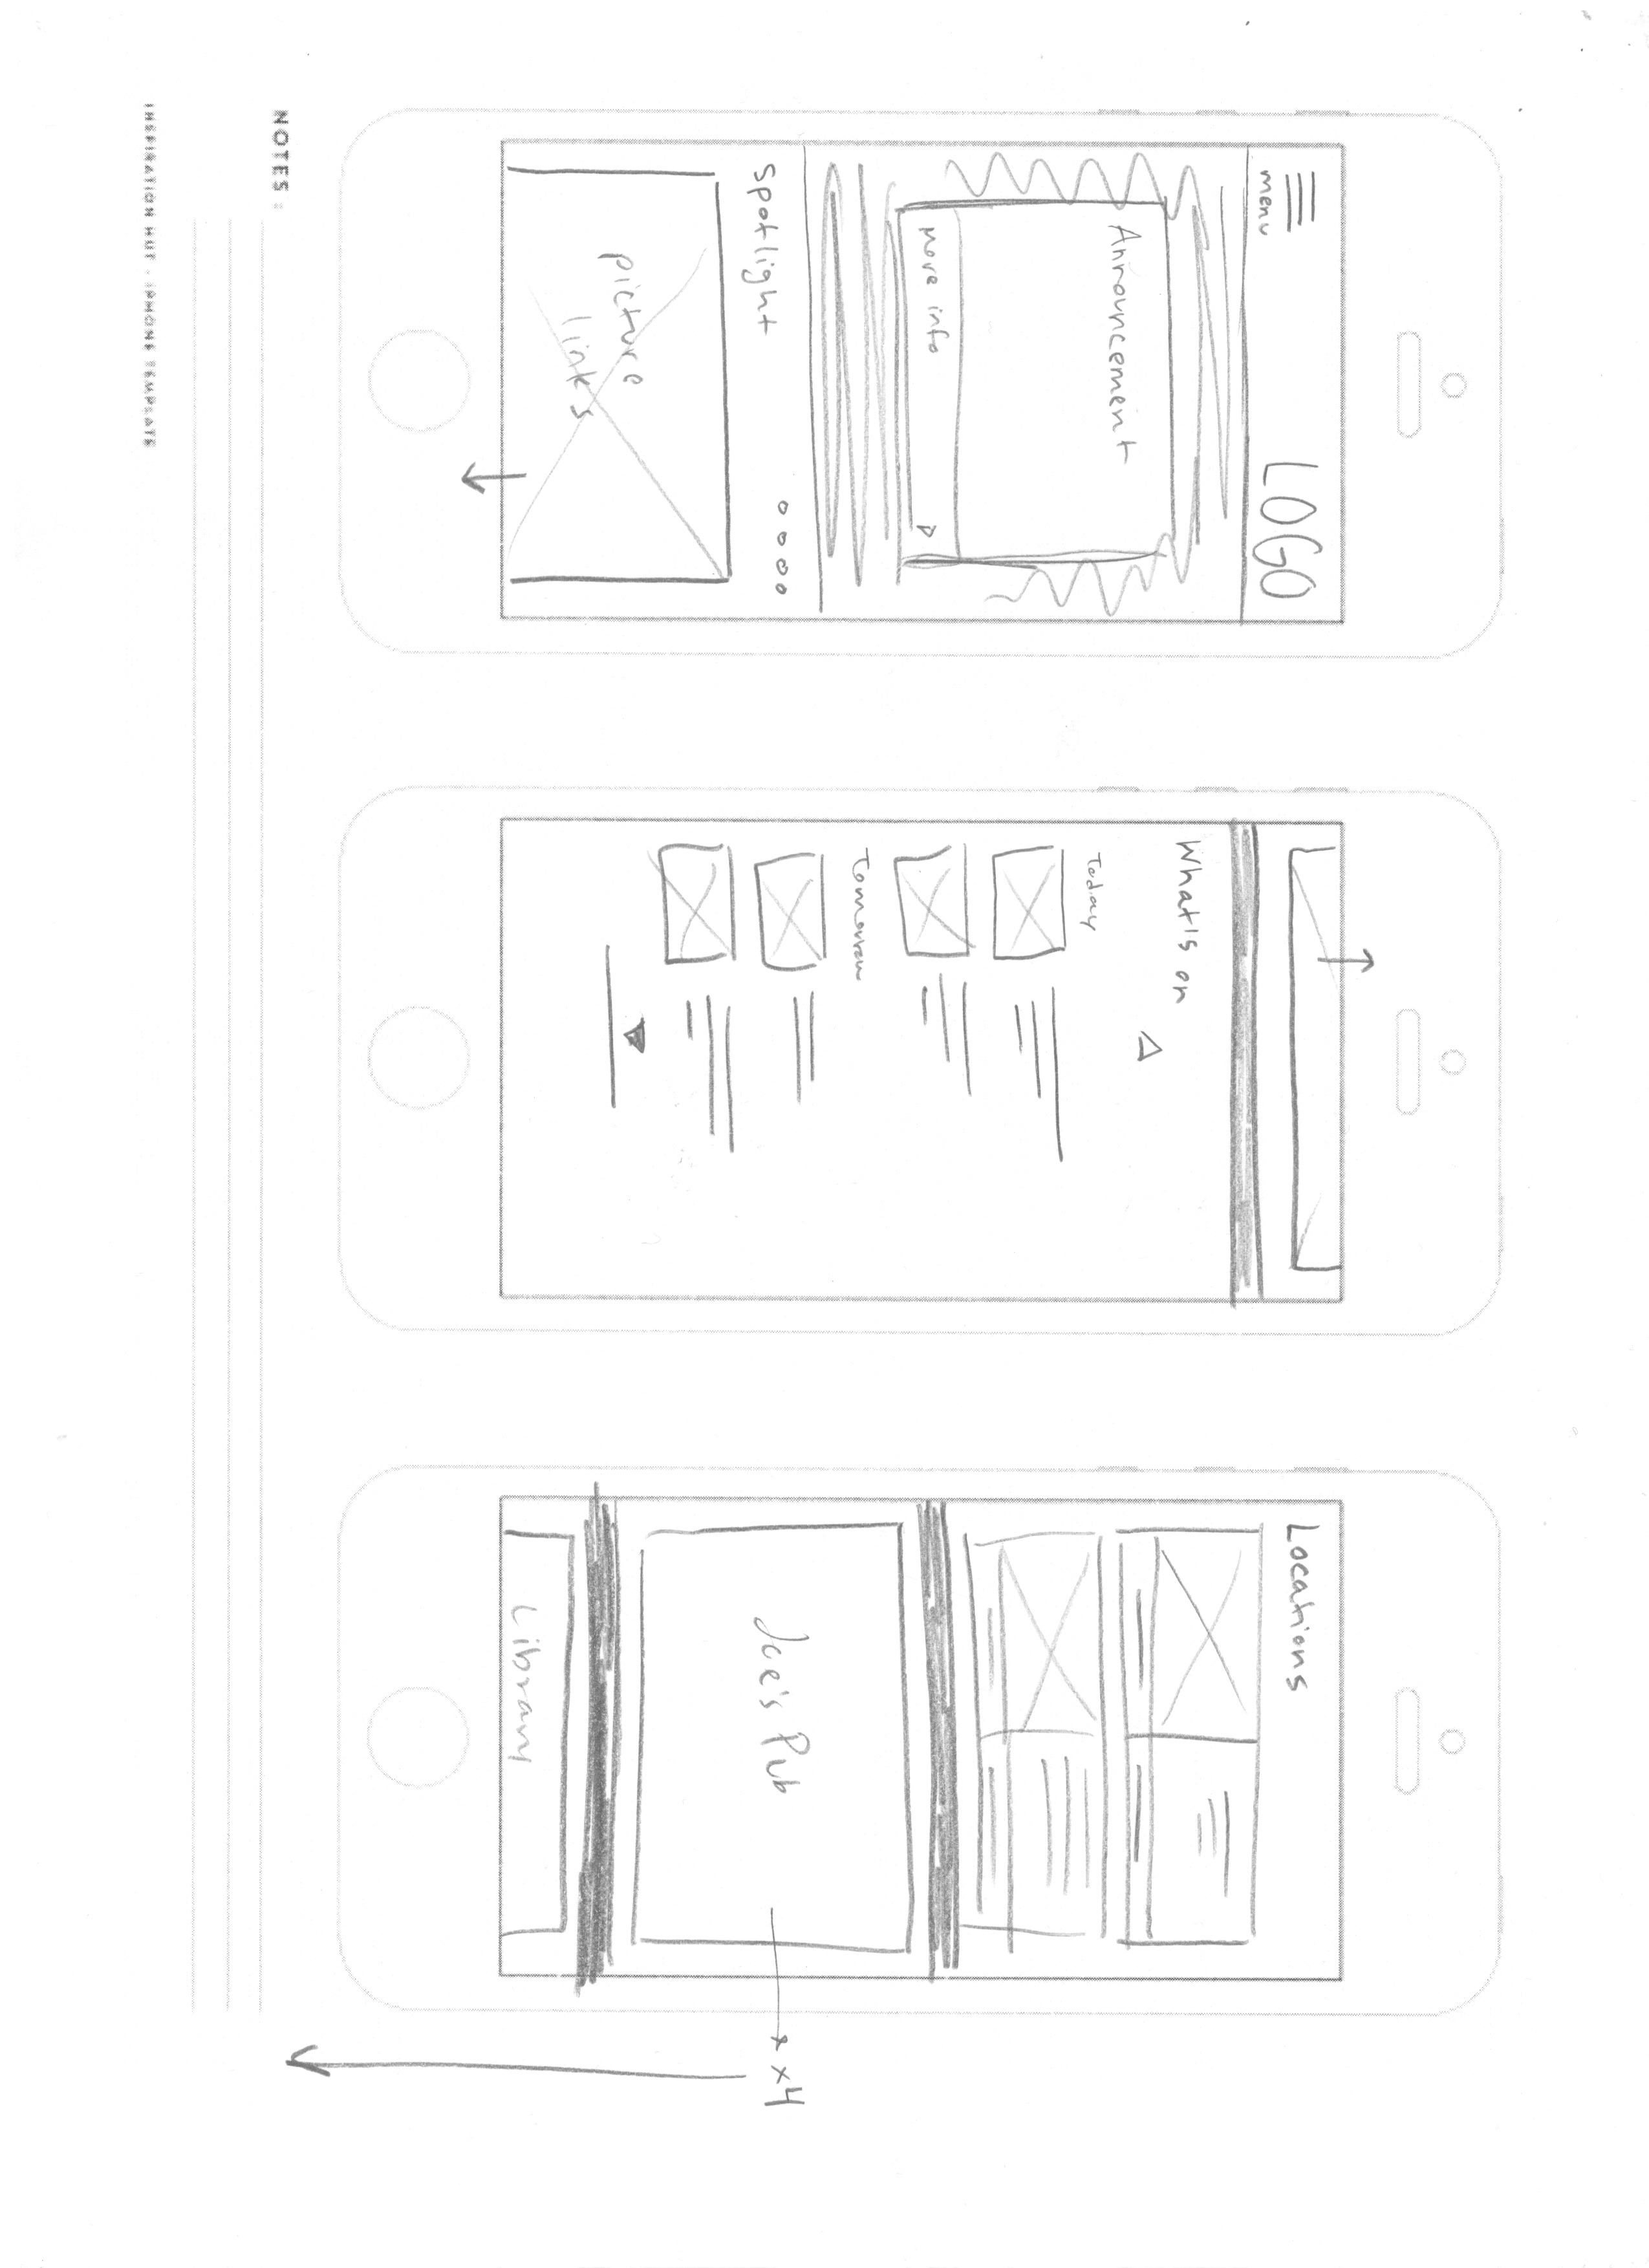 LOGO
menu
Announcement
more info
Spotlight
picture
links
What's on
Today
Tomorrow
Locations
Joe's Pub
x4
Library
NOTES:
INSPIRATION HUT - IPHONE TEMPLATE